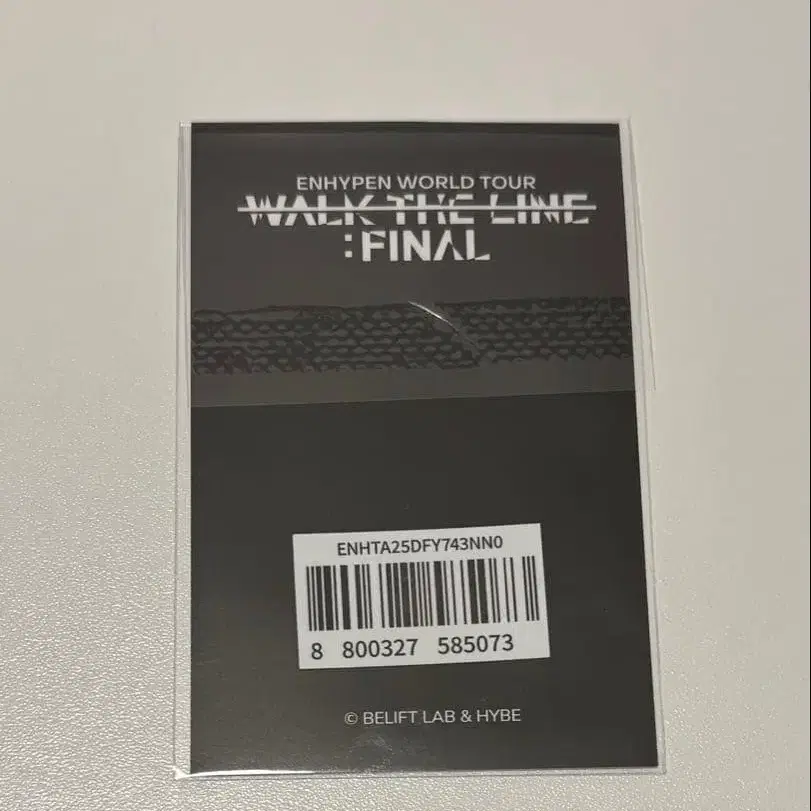 ENHYPEN WORLD TOUR
WALK THE LINE
:FINAL
ENHTA25DFY743NN0
8 800327 585073
© BELIFT LAB & HYBE